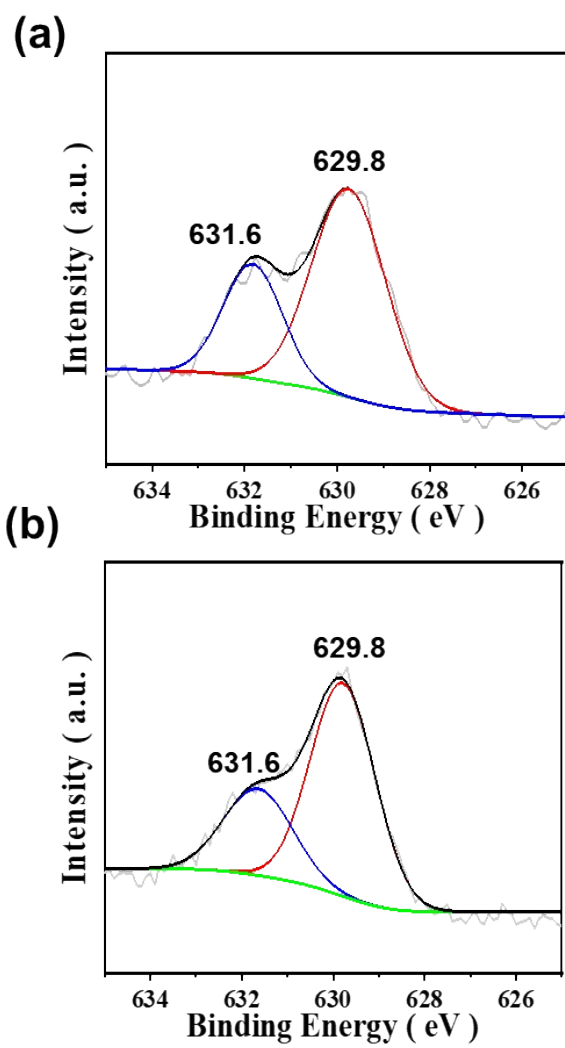 (a)
629.8
631.6
Intensity ( a.u. )
634 632 630 628 626
Binding Energy ( eV )
(b)
629.8
631.6
Intensity ( a.u. )
634 632 630 628 626
Binding Energy ( eV )